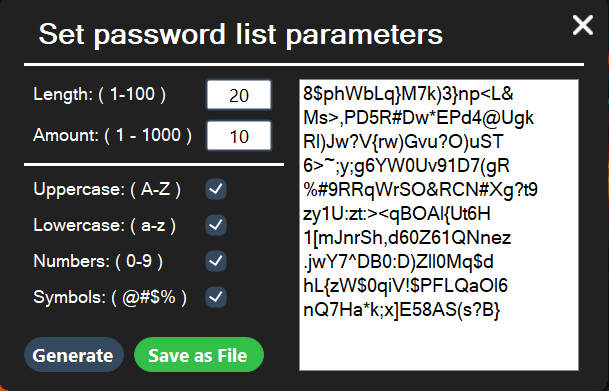 Set password list parameters
Length: ( 1-100 )
20
Amount: ( 1 - 1000 )
10
Uppercase: ( A-Z )
Lowercase: ( a-z )
Numbers: ( 0-9 )
Symbols: ( @#$% )
Generate
Save as File
8$phWbLq}M7k)3}np<L&
Ms>,PD5R#Dw*EPd4@Ugk
Rl)Jw?V{rw)Gvu?O)uST
6>~;y;g6YW0Uv91D7(gR
%#9RRqWrSO&RCN#Xg?t9
zy1U:zt:><qBOAl{Ut6H
1[mJnrSh,d60Z61QNnez
.jwY7^DB0:D)Zll0Mq$d
hL{zW$0qiV!$PFLQaOl6
nQ7Ha*k;x]E58AS(s?B}